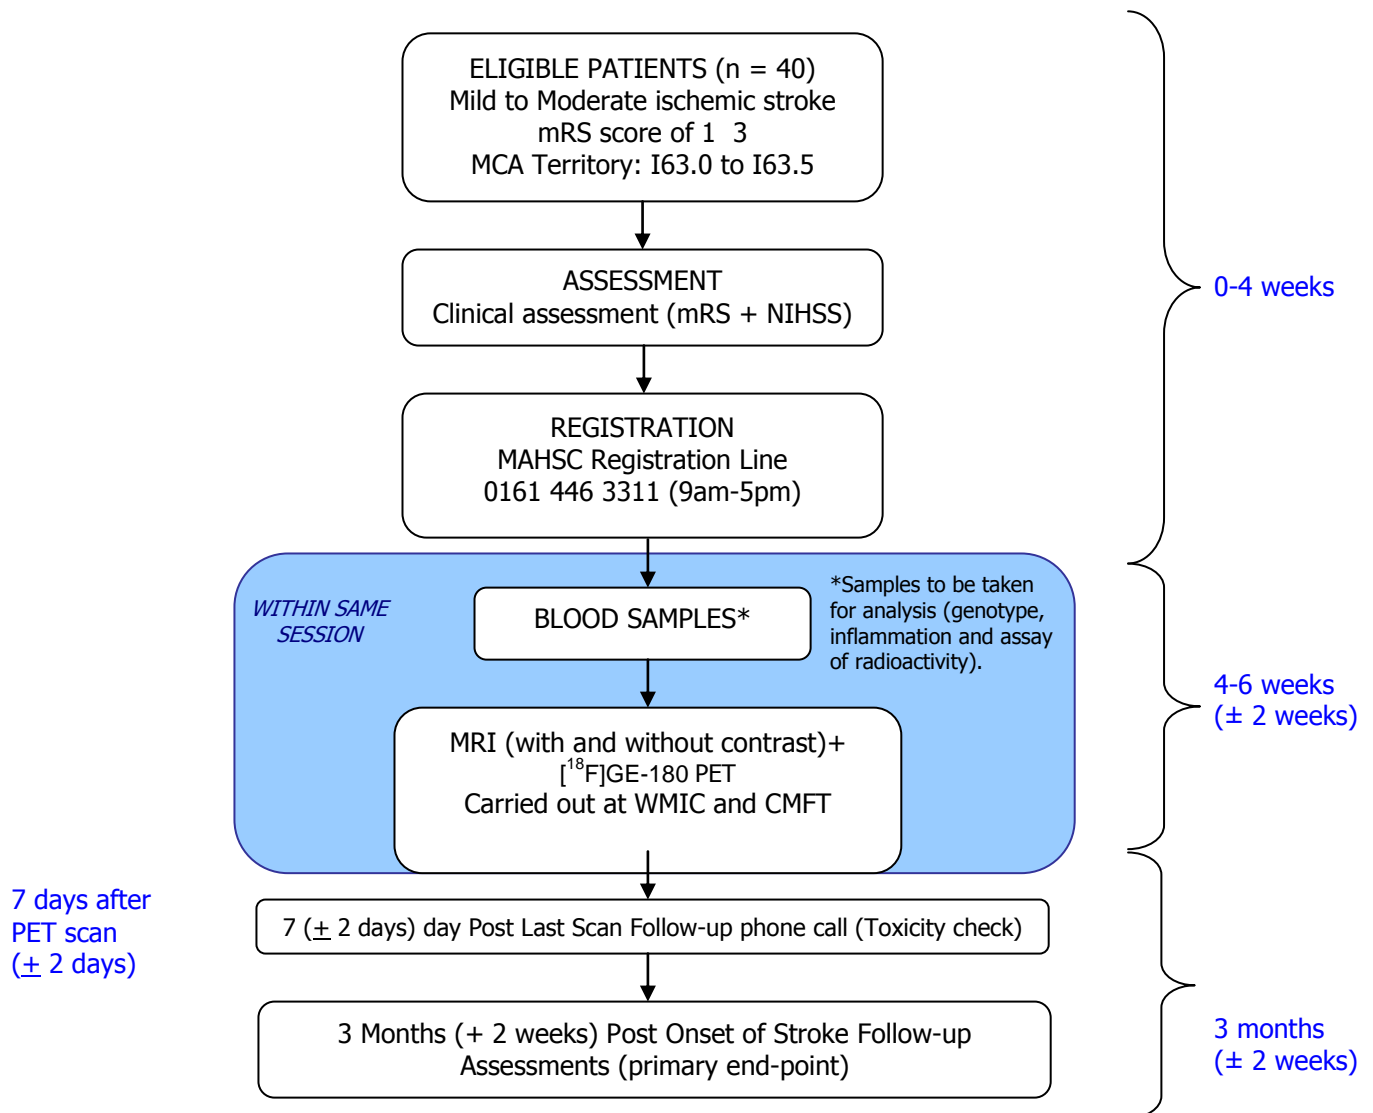 ELIGIBLE PATIENTS (n = 40)
Mild to Moderate ischemic stroke
mRS score of 1 3
MCA Territory: I63.0 to I63.5
ASSESSMENT
Clinical assessment (mRS + NIHSS)
0-4 weeks
REGISTRATION
MAHSC Registration Line
0161 446 3311 (9am-5pm)
WITHIN SAME
SESSION
BLOOD SAMPLES*
*Samples to be taken
for analysis (genotype,
inflammation and assay
of radioactivity).
4-6 weeks
(± 2 weeks)
MRI (with and without contrast)+
[¹⁸F]GE-180 PET
Carried out at WMIC and CMFT
7 days after
PET scan
(± 2 days)
7 (± 2 days) day Post Last Scan Follow-up phone call (Toxicity check)
3 Months (+ 2 weeks) Post Onset of Stroke Follow-up
Assessments (primary end-point)
3 months
(± 2 weeks)